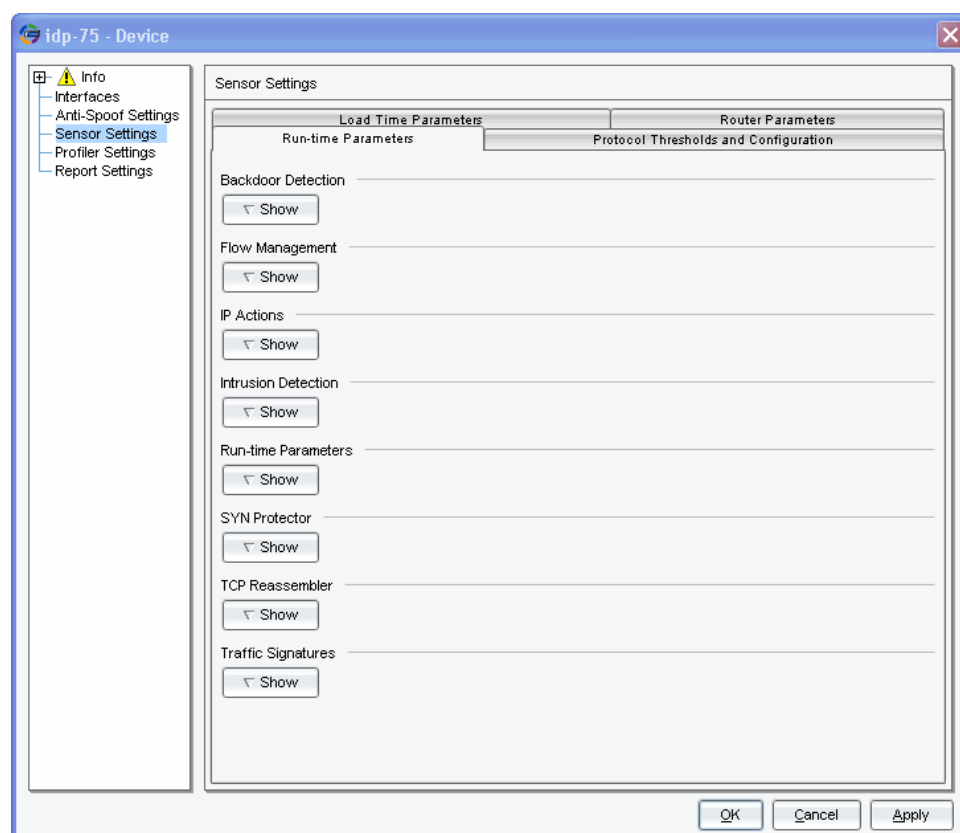 idp-75 - Device
Info
Interfaces
Anti-Spoof Settings
Sensor Settings
Profiler Settings
Report Settings
Sensor Settings
Load Time Parameters
Router Parameters
Run-time Parameters
Protocol Thresholds and Configuration
Backdoor Detection
Show
Flow Management
Show
IP Actions
Show
Intrusion Detection
Show
Run-time Parameters
Show
SYN Protector
Show
TCP Reassembler
Show
Traffic Signatures
Show
OK
Cancel
Apply